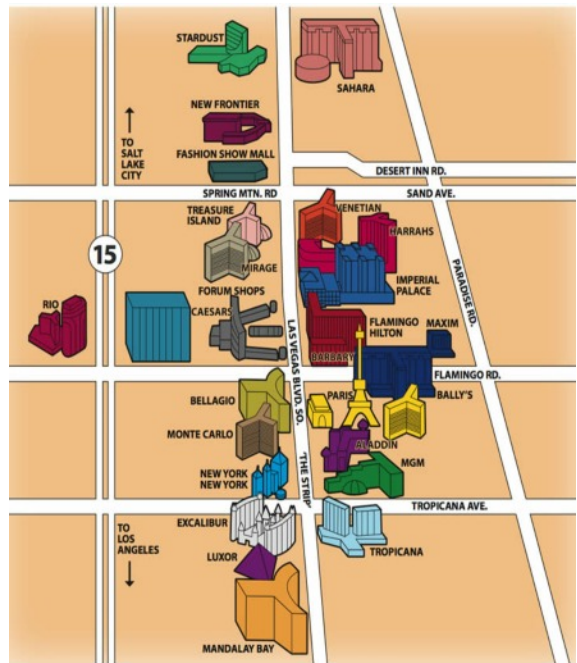 STARDUST
SAHARA
NEW FRONTIER
TO
SALT
LAKE
CITY
FASHION SHOW MALL
DESERT INN RD.
SPRING MTN. RD
SAND AVE.
TREASURE
ISLAND
VENETIAN
HARRAHS
15
MIRAGE
IMPERIAL
PALACE
PARADISE RD.
FORUM SHOPS
RIO
CAESARS
LAS VEGAS BLVD. SO.
FLAMINGO
HILTON
MAXIM
BARBARY
FLAMINGO RD.
BELLAGIO
PARIS
BALLY'S
MONTE CARLO
ALADDIN
'THE STRIP'
NEW YORK
NEW YORK
MGM
TROPICANA AVE.
EXCALIBUR
TO
LOS
ANGELES
TROPICANA
LUXOR
MANDALAY BAY